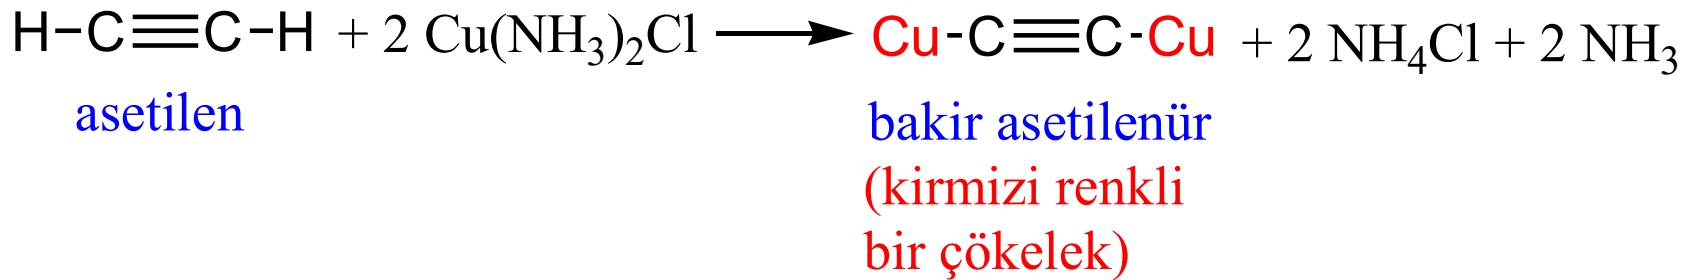 H–C≡C–H + 2 Cu(NH₃)₂Cl ⟶ Cu-C≡C-Cu + 2 NH₄Cl + 2 NH₃
asetilen
bakir asetilenür
(kirmizi renkli
bir çökelek)